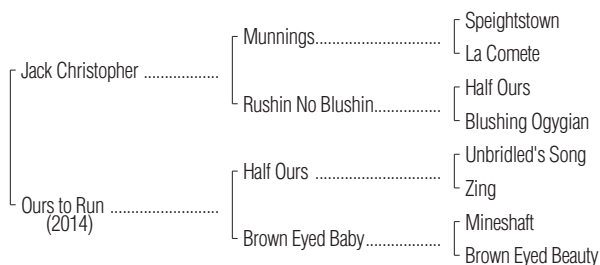 Speightstown
Munnings..............................
La Comete
Jack Christopher ..................
Half Ours
Rushin No Blushin................
Blushing Ogygian
Unbridled's Song
Half Ours ..............................
Zing
Ours to Run ..........................
(2014)
Mineshaft
Brown Eyed Baby..................
Brown Eyed Beauty